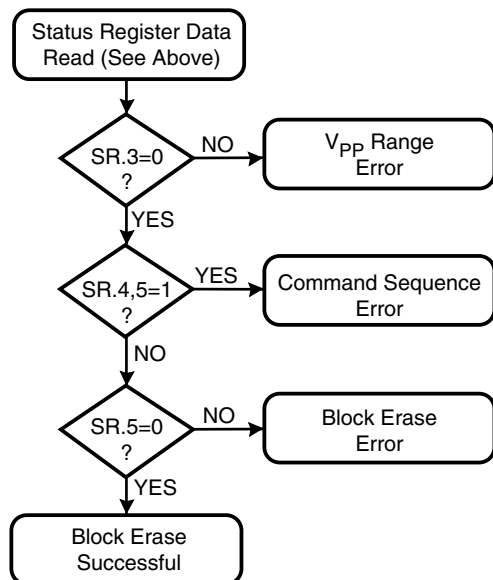 Status Register Data
Read (See Above)
SR.3=0
?
NO
VPP Range
Error
YES
SR.4,5=1
?
YES
Command Sequence
Error
NO
SR.5=0
?
NO
Block Erase
Error
YES
Block Erase
Successful